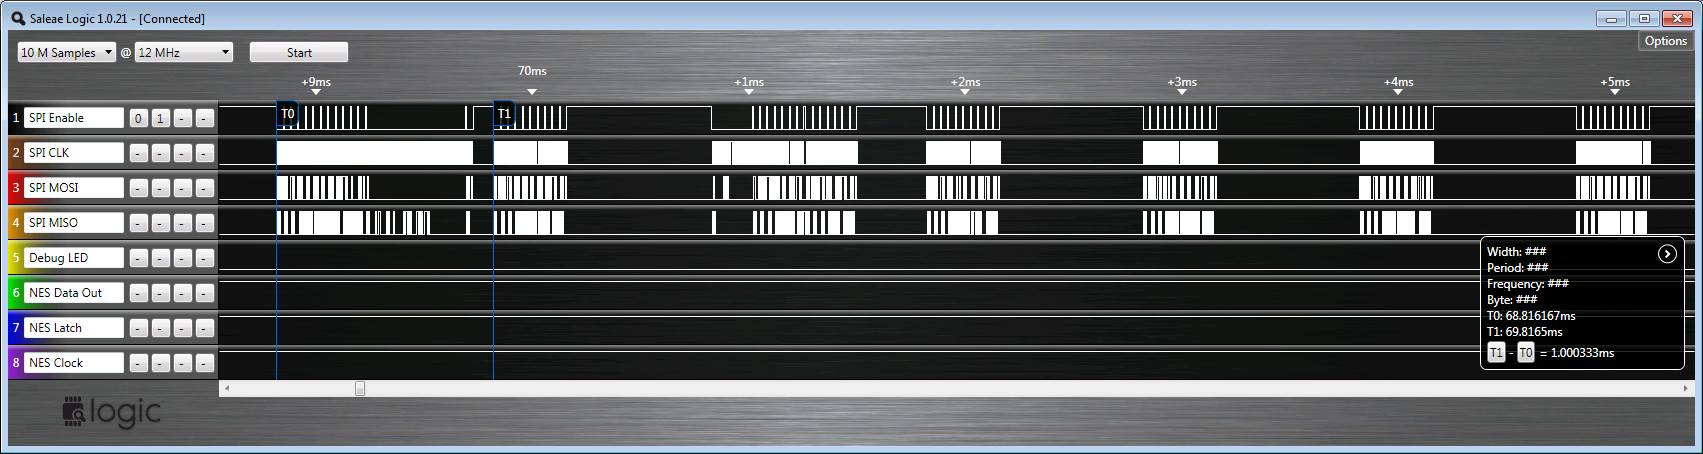 Saleae Logic 1.0.21 - [Connected]
10 M Samples @ 12 MHz Start Options
70ms
+9ms +1ms +2ms +3ms +4ms +5ms
1 SPI Enable 0 1 - - T0 T1
2 SPI CLK - - - -
3 SPI MOSI - - - -
4 SPI MISO - - - -
5 Debug LED - - - -
6 NES Data Out - - - -
7 NES Latch - - - -
8 NES Clock - - - -
Width: ###
Period: ###
Frequency: ###
Byte: ###
T0: 68.816167ms
T1: 69.8165ms
T1 - T0 = 1.000333ms
logic